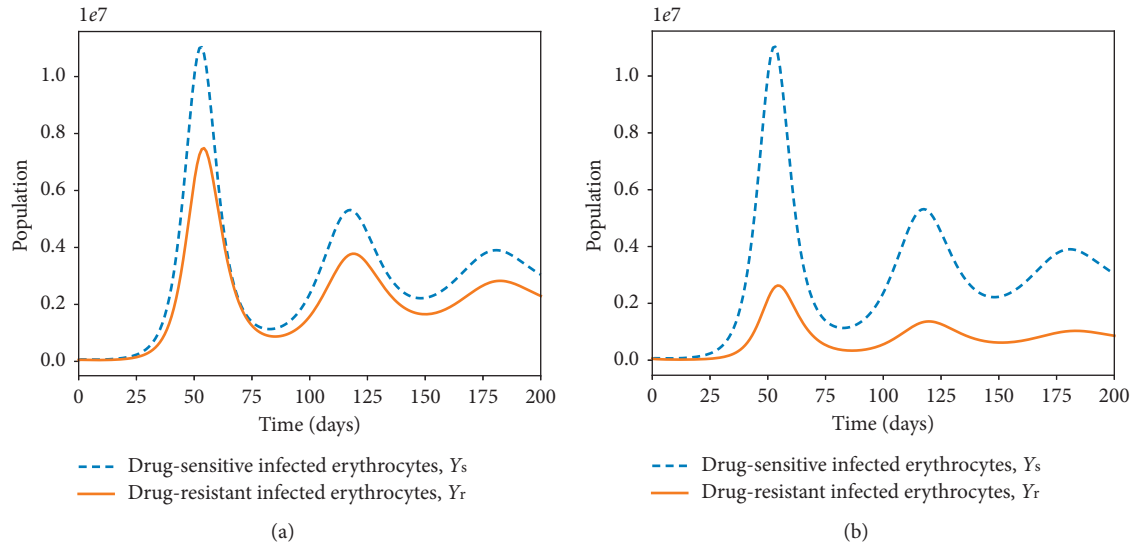 1e7
1.0
0.8
0.6
0.4
0.2
0.0
Population
0 25 50 75 100 125 150 175 200
Time (days)
Drug-sensitive infected erythrocytes, Ys
Drug-resistant infected erythrocytes, Yr
(a)
1e7
1.0
0.8
0.6
0.4
0.2
0.0
Population
0 25 50 75 100 125 150 175 200
Time (days)
Drug-sensitive infected erythrocytes, Ys
Drug-resistant infected erythrocytes, Yr
(b)